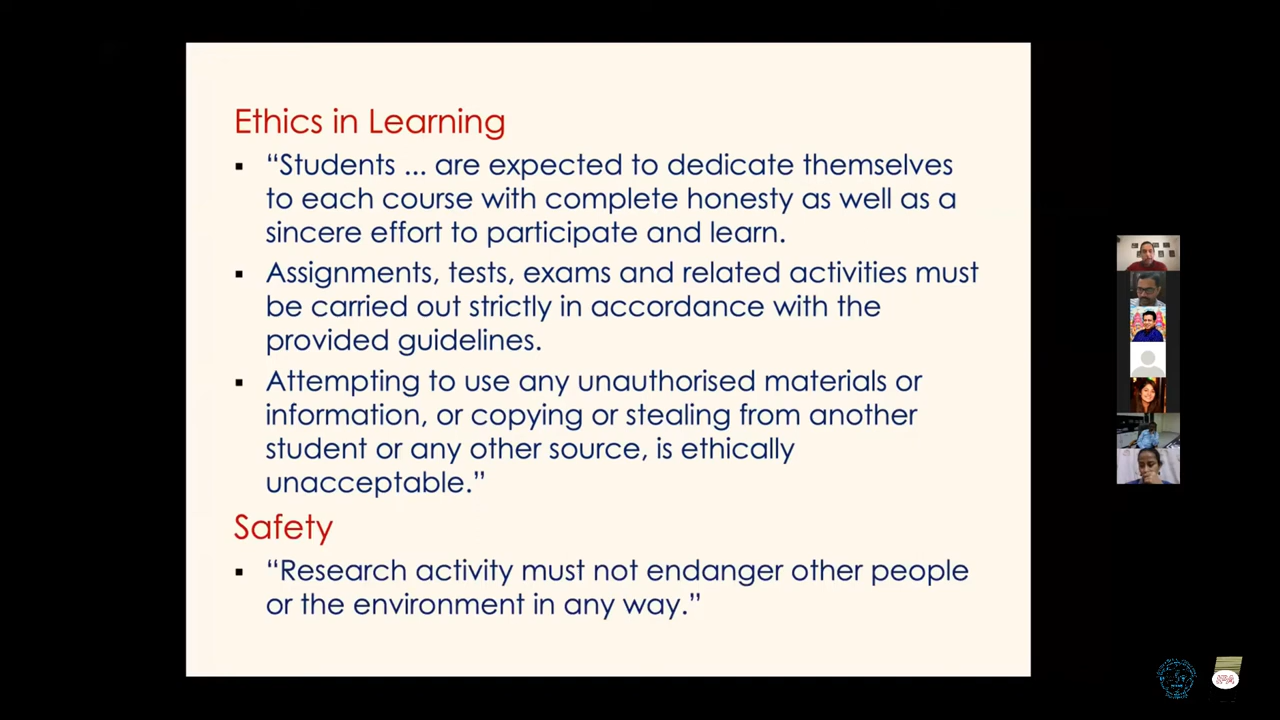 Ethics in Learning
▪ “Students ... are expected to dedicate themselves
to each course with complete honesty as well as a
sincere effort to participate and learn.
▪ Assignments, tests, exams and related activities must
be carried out strictly in accordance with the
provided guidelines.
▪ Attempting to use any unauthorised materials or
information, or copying or stealing from another
student or any other source, is ethically
unacceptable.”
Safety
▪ “Research activity must not endanger other people
or the environment in any way.”